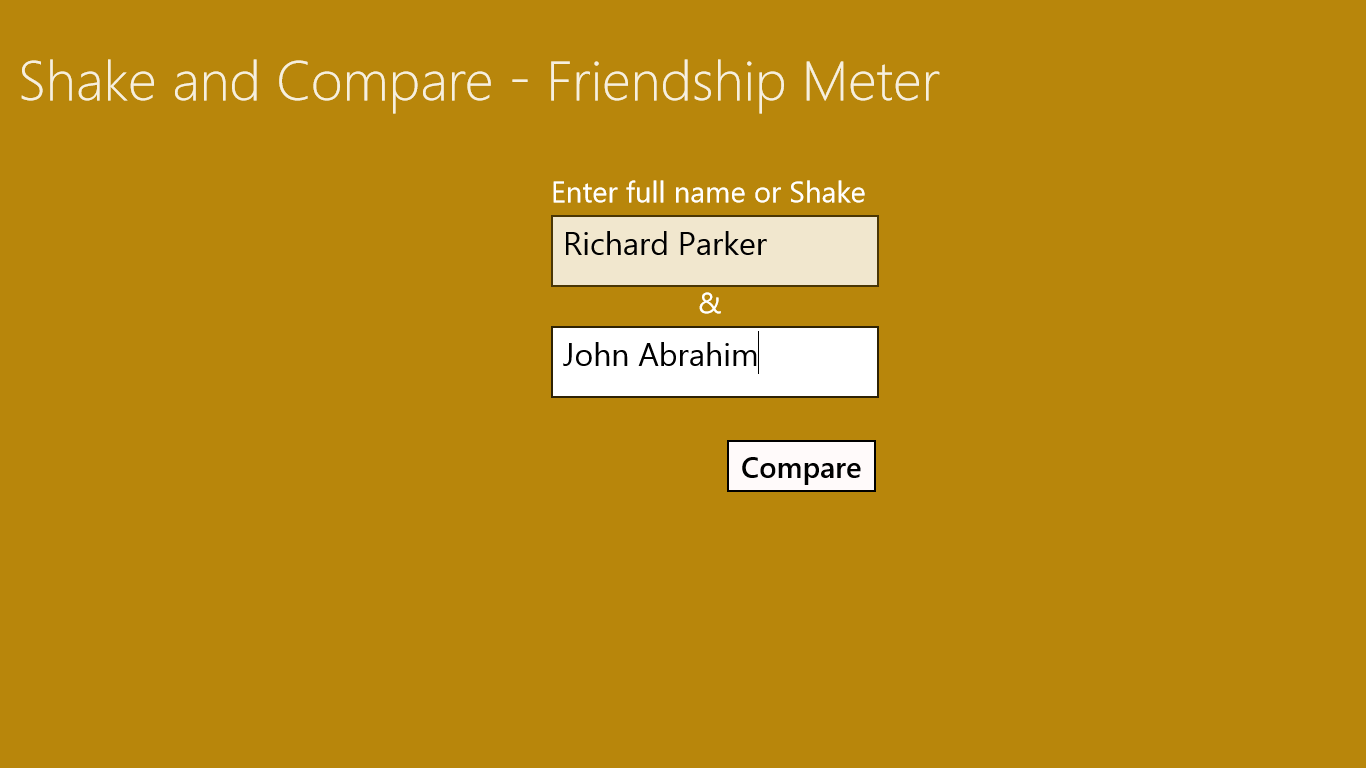 Shake and Compare - Friendship Meter
Enter full name or Shake
Richard Parker
&
John Abrahim
Compare